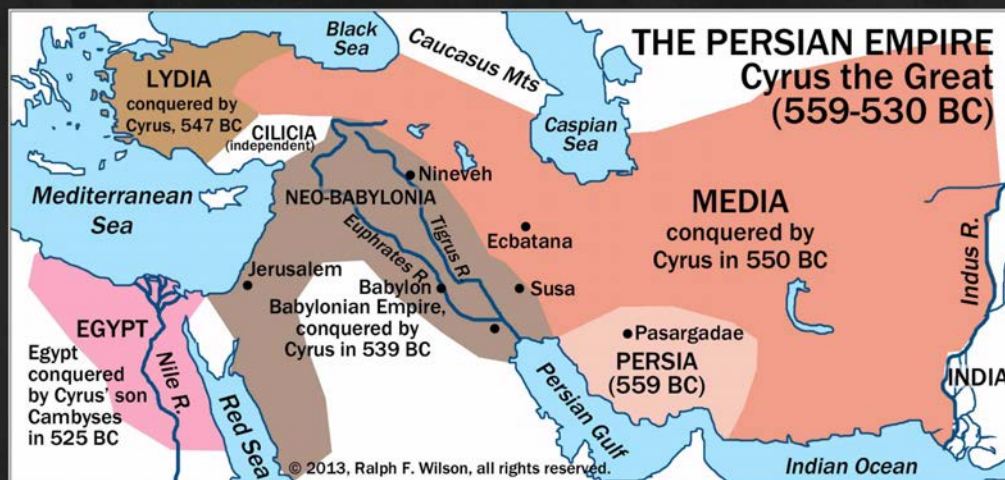 THE PERSIAN EMPIRE
Cyrus the Great
(559-530 BC)
Black
Sea
Caucasus Mts
Caspian
Sea
LYDIA
conquered by
Cyrus, 547 BC
CILICIA
(independent)
Mediterranean
Sea
NEO-BABYLONIA
Nineveh
Euphrates R.
Tigrus R.
Ecbatana
MEDIA
conquered by
Cyrus in 550 BC
Indus R.
Jerusalem
Babylon
Susa
Babylonian Empire,
conquered by
Cyrus in 539 BC
Pasargadae
PERSIA
(559 BC)
INDIA
EGYPT
Egypt
conquered
by Cyrus' son
Cambyses
in 525 BC
Nile R.
Red Sea
Persian Gulf
Indian Ocean
© 2013, Ralph F. Wilson, all rights reserved.